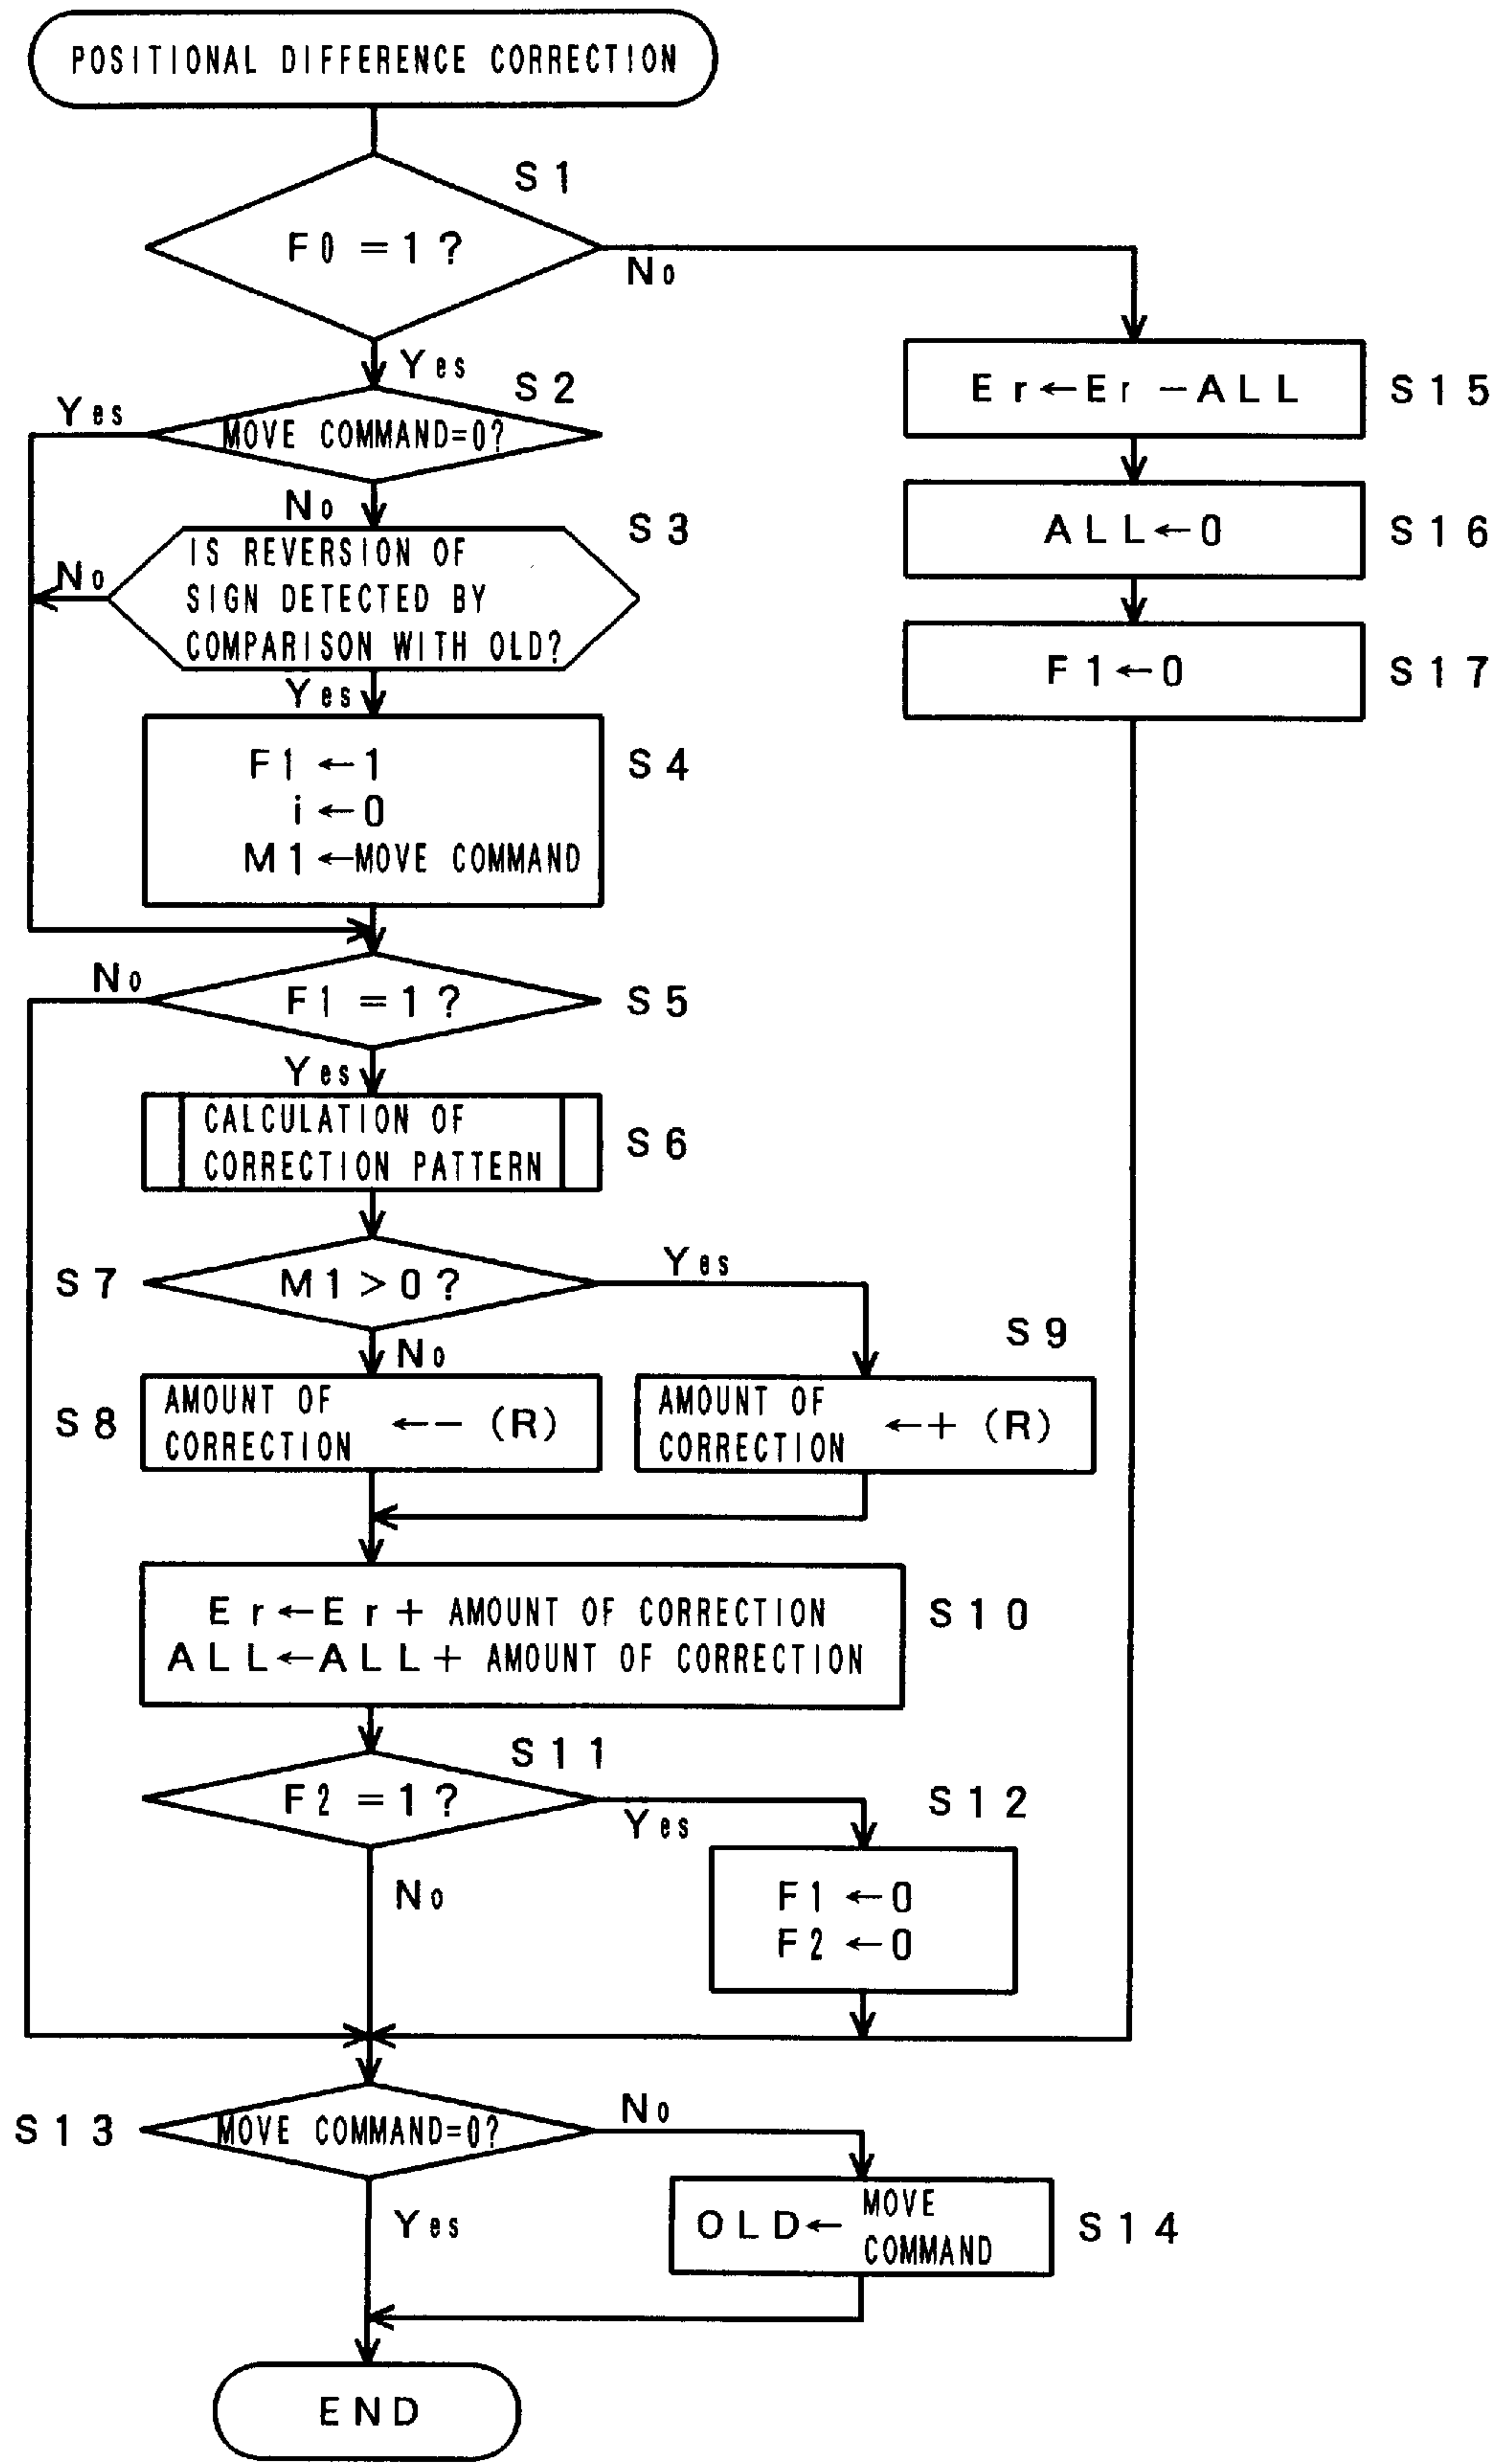 POSITIONAL DIFFERENCE CORRECTION
S1
F0 = 1 ?
No
Yes
S2
Yes
MOVE COMMAND=0?
No
S3
IS REVERSION OF
SIGN DETECTED BY
COMPARISON WITH OLD?
No
Yes
S4
F1 ← 1
i ← 0
M1 ← MOVE COMMAND
No
F1 = 1 ?
S5
Yes
CALCULATION OF
CORRECTION PATTERN
S6
S7
M1 > 0 ?
Yes
No
S8
AMOUNT OF
CORRECTION ← − (R)
S9
AMOUNT OF
CORRECTION ← + (R)
Er ← Er + AMOUNT OF CORRECTION
ALL ← ALL + AMOUNT OF CORRECTION
S10
S11
F2 = 1 ?
Yes
No
S12
F1 ← 0
F2 ← 0
S13
MOVE COMMAND=0?
No
Yes
OLD ← MOVE
COMMAND
S14
END
Er ← Er − ALL
S15
ALL ← 0
S16
F1 ← 0
S17